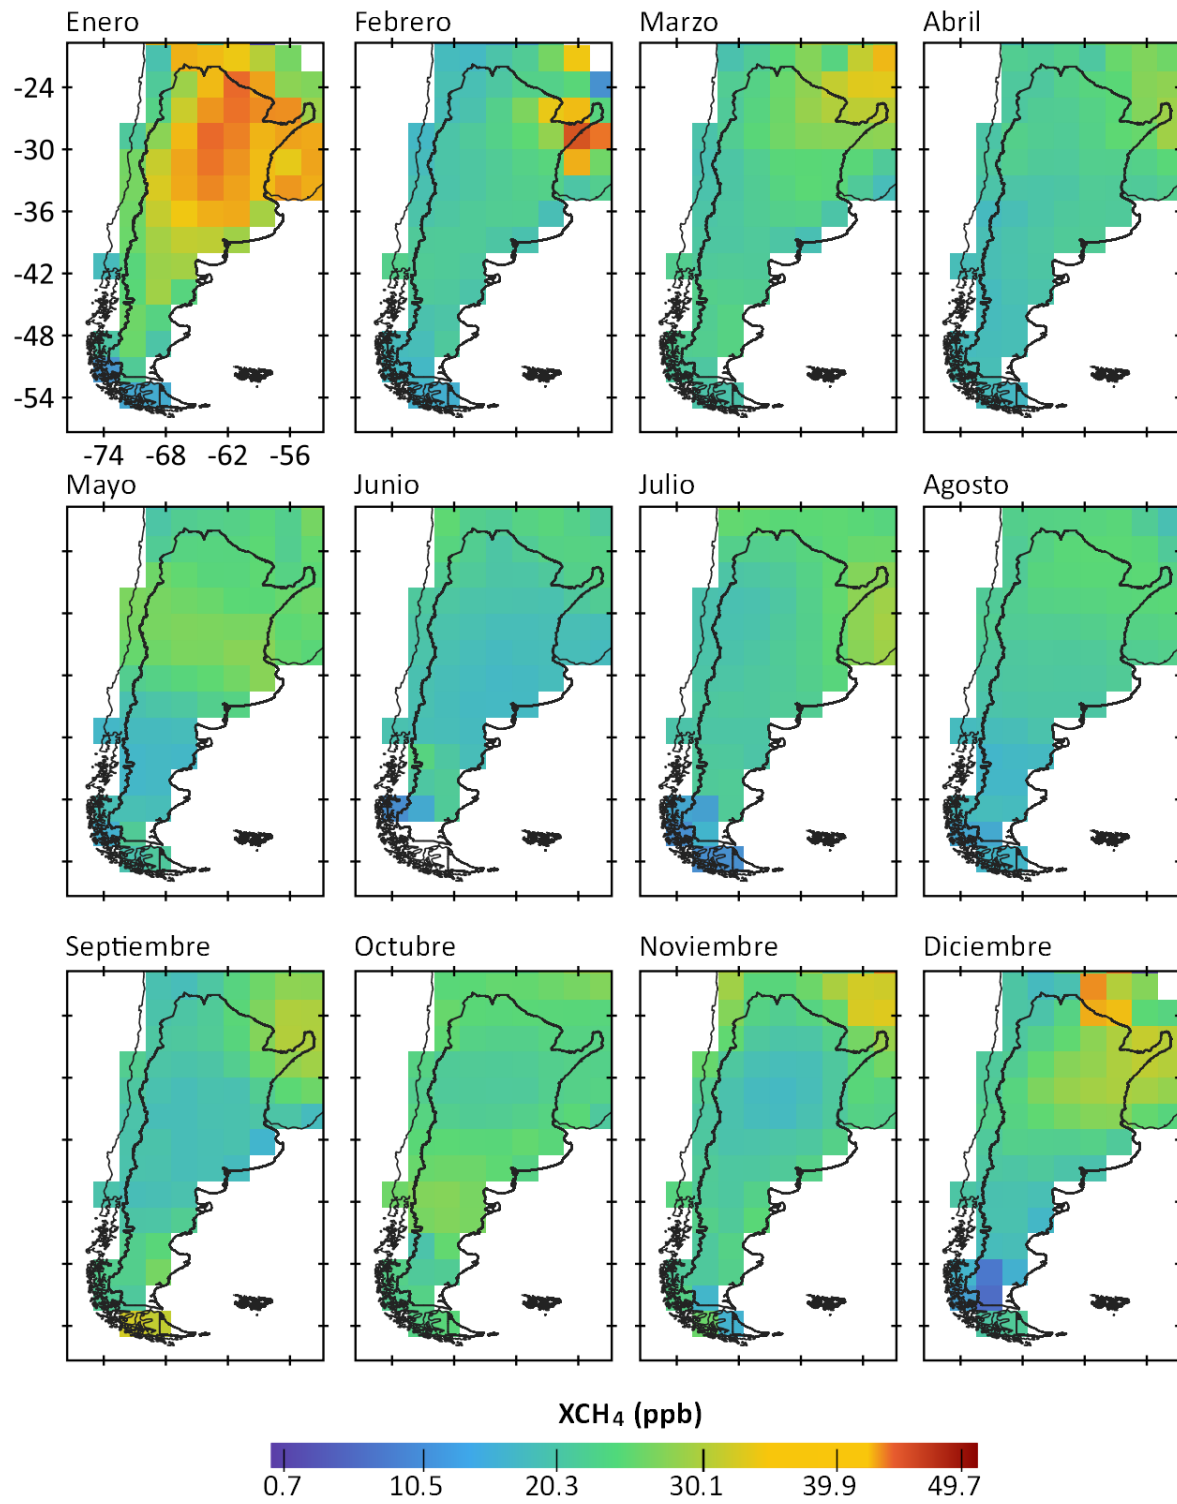 Enero Febrero Marzo Abril
-24
-30
-36
-42
-48
-54
-74 -68 -62 -56
Mayo Junio Julio Agosto
Septiembre Octubre Noviembre Diciembre
XCH₄ (ppb)
0.7 10.5 20.3 30.1 39.9 49.7